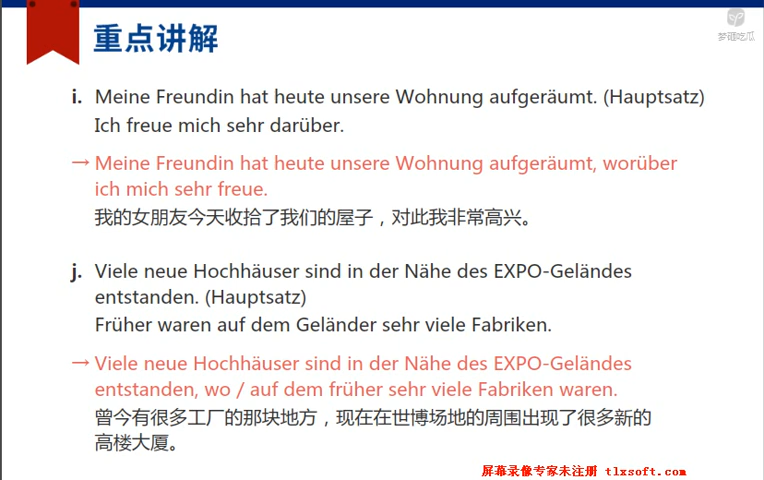 梦砸吃瓜
重点讲解
i. Meine Freundin hat heute unsere Wohnung aufgeräumt. (Hauptsatz)
Ich freue mich sehr darüber.
→ Meine Freundin hat heute unsere Wohnung aufgeräumt, worüber
ich mich sehr freue.
我的女朋友今天收拾了我们的屋子，对此我非常高兴。
j. Viele neue Hochhäuser sind in der Nähe des EXPO-Geländes
entstanden. (Hauptsatz)
Früher waren auf dem Geländer sehr viele Fabriken.
→ Viele neue Hochhäuser sind in der Nähe des EXPO-Geländes
entstanden, wo / auf dem früher sehr viele Fabriken waren.
曾今有很多工厂的那块地方，现在在世博场地的周围出现了很多新的
高楼大厦。
屏幕录像专家未注册 tlxsoft.com